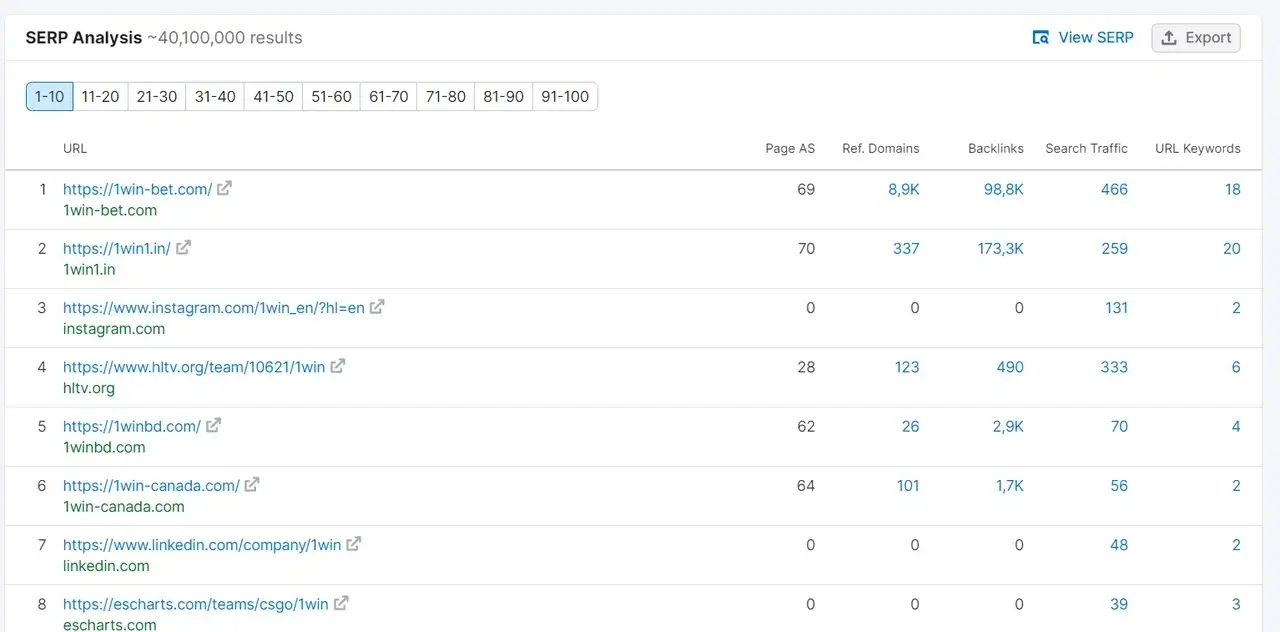 SERP Analysis ~40,100,000 results View SERP Export
1-10 11-20 21-30 31-40 41-50 51-60 61-70 71-80 81-90 91-100
URL Page AS Ref. Domains Backlinks Search Traffic URL Keywords
1 https://1win-bet.com/ 69 8,9K 98,8K 466 18
1win-bet.com
2 https://1win1.in/ 70 337 173,3K 259 20
1win1.in
3 https://www.instagram.com/1win_en/?hl=en 0 0 0 131 2
instagram.com
4 https://www.hltv.org/team/10621/1win 28 123 490 333 6
hltv.org
5 https://1winbd.com/ 62 26 2,9K 70 4
1winbd.com
6 https://1win-canada.com/ 64 101 1,7K 56 2
1win-canada.com
7 https://www.linkedin.com/company/1win 0 0 0 48 2
linkedin.com
8 https://escharts.com/teams/csgo/1win 0 0 0 39 3
escharts.com